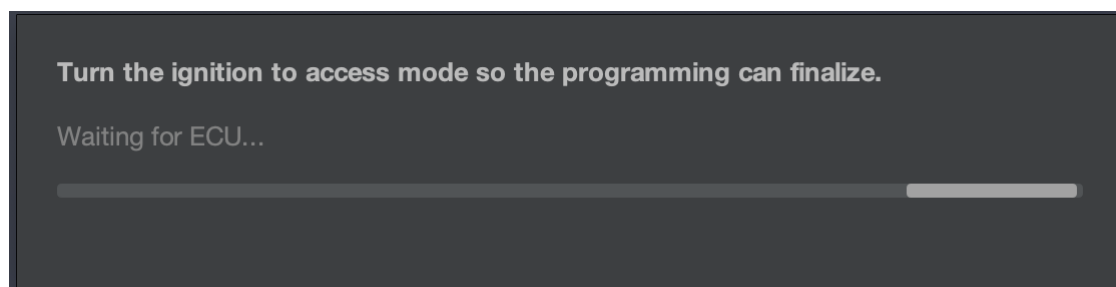 Turn the ignition to access mode so the programming can finalize.
Waiting for ECU...